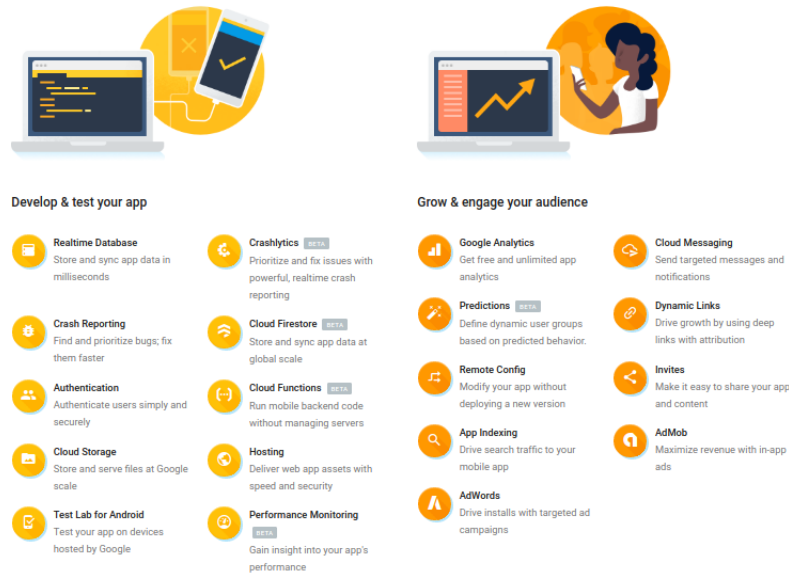 Develop & test your app
Realtime Database
Store and sync app data in
milliseconds
Crashlytics BETA
Prioritize and fix issues with
powerful, realtime crash
reporting
Crash Reporting
Find and prioritize bugs; fix
them faster
Cloud Firestore BETA
Store and sync app data at
global scale
Authentication
Authenticate users simply and
securely
Cloud Functions BETA
Run mobile backend code
without managing servers
Cloud Storage
Store and serve files at Google
scale
Hosting
Deliver web app assets with
speed and security
Test Lab for Android
Test your app on devices
hosted by Google
Performance Monitoring
BETA
Gain insight into your app's
performance
Grow & engage your audience
Google Analytics
Get free and unlimited app
analytics
Cloud Messaging
Send targeted messages and
notifications
Predictions BETA
Define dynamic user groups
based on predicted behavior.
Dynamic Links
Drive growth by using deep
links with attribution
Remote Config
Modify your app without
deploying a new version
Invites
Make it easy to share your app
and content
App Indexing
Drive search traffic to your
mobile app
AdMob
Maximize revenue with in-app
ads
AdWords
Drive installs with targeted ad
campaigns